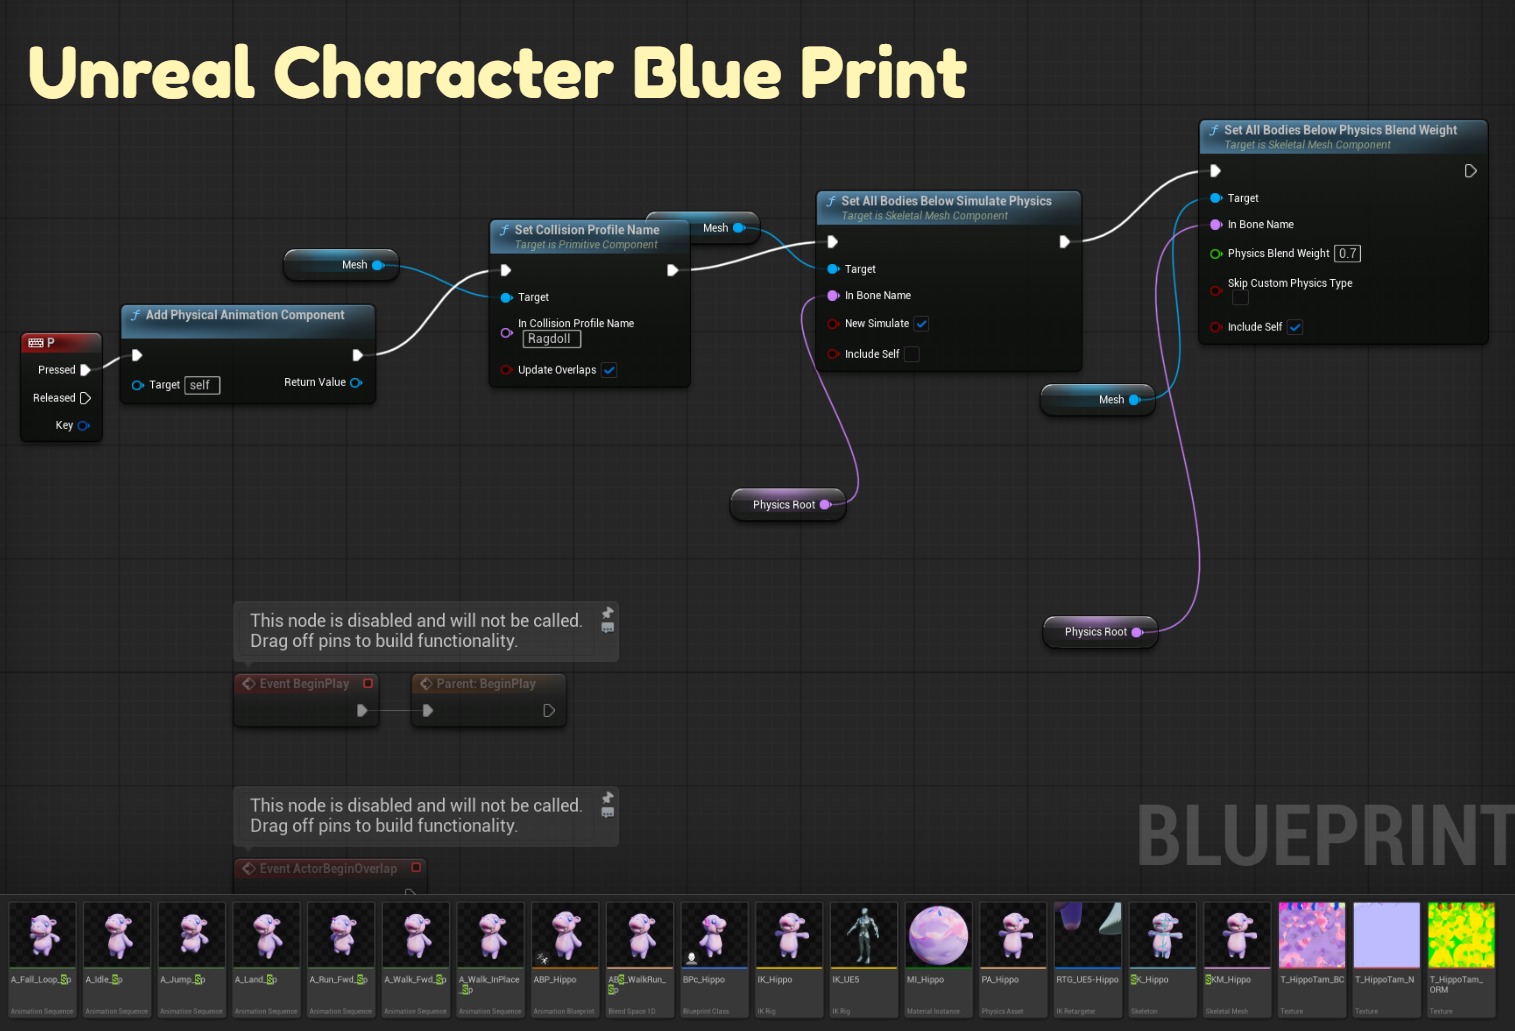 Unreal Character Blue Print
Set All Bodies Below Physics Blend Weight
Target is Skeletal Mesh Component
Target
In Bone Name
Physics Blend Weight 0.7
Skip Custom Physics Type
Include Self
Set All Bodies Below Simulate Physics
Target is Skeletal Mesh Component
Target
In Bone Name
New Simulate
Include Self
Mesh
Set Collision Profile Name
Target is Primitive Component
Target
In Collision Profile Name
Ragdoll
Update Overlaps
Mesh
Add Physical Animation Component
Target self
Return Value
P
Pressed
Released
Key
Mesh
Physics Root
Physics Root
This node is disabled and will not be called.
Drag off pins to build functionality.
Event BeginPlay
Parent: BeginPlay
This node is disabled and will not be called.
Drag off pins to build functionality.
Event ActorBeginOverlap
BLUEPRINT
A_Fall_Loop_Sp
Animation Sequence
A_Idle_Sp
Animation Sequence
A_Jump_Sp
Animation Sequence
A_Land_Sp
Animation Sequence
A_Run_Fwd_Sp
Animation Sequence
A_Walk_Fwd_Sp
Animation Sequence
A_Walk_InPlace
_Sp
Animation Sequence
ABP_Hippo
Animation Blueprint
ABS_WalkRun_
Sp
Blend Space 1D
BPc_Hippo
Blueprint Class
IK_Hippo
IK Rig
IK_UE5
IK Rig
MI_Hippo
Material Instance
PA_Hippo
Physics Asset
RTG_UE5-Hippo
IK Retargeter
SK_Hippo
Skeleton
SKM_Hippo
Skeletal Mesh
T_HippoTam_BC
Texture
T_HippoTam_N
Texture
T_HippoTam_
ORM
Texture